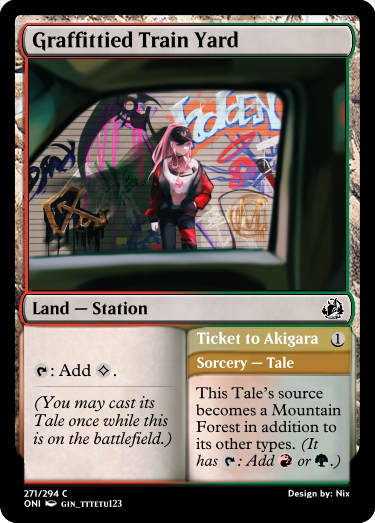 Graffittied Train Yard
HIDDEN
Land — Station
: Add .
(You may cast its
Tale once while this
is on the battlefield.)
Ticket to Akigara 1
Sorcery — Tale
This Tale's source
becomes a Mountain
Forest in addition to
its other types. (It
has : Add or .)
271/294 C
ONI GIN_TTTETU123
Design by: Nix